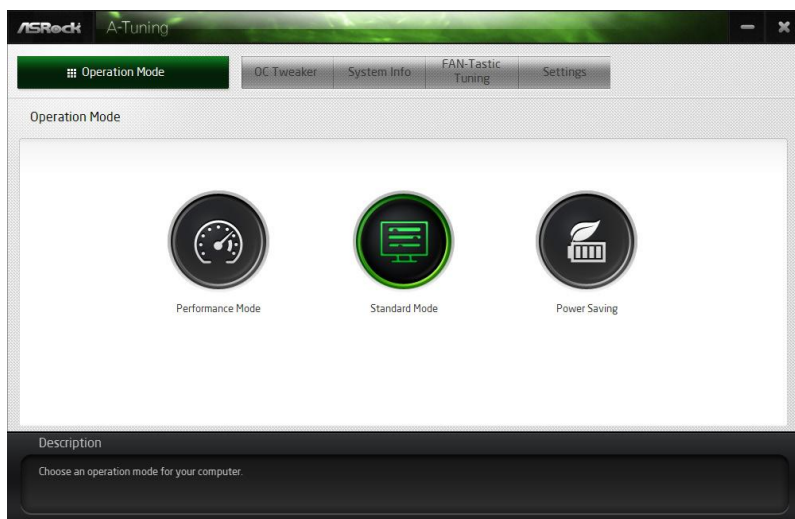 ASRock A-Tuning
Operation Mode OC Tweaker System Info FAN-Tastic
Tuning Settings
Operation Mode
Performance Mode Standard Mode Power Saving
Description
Choose an operation mode for your computer.